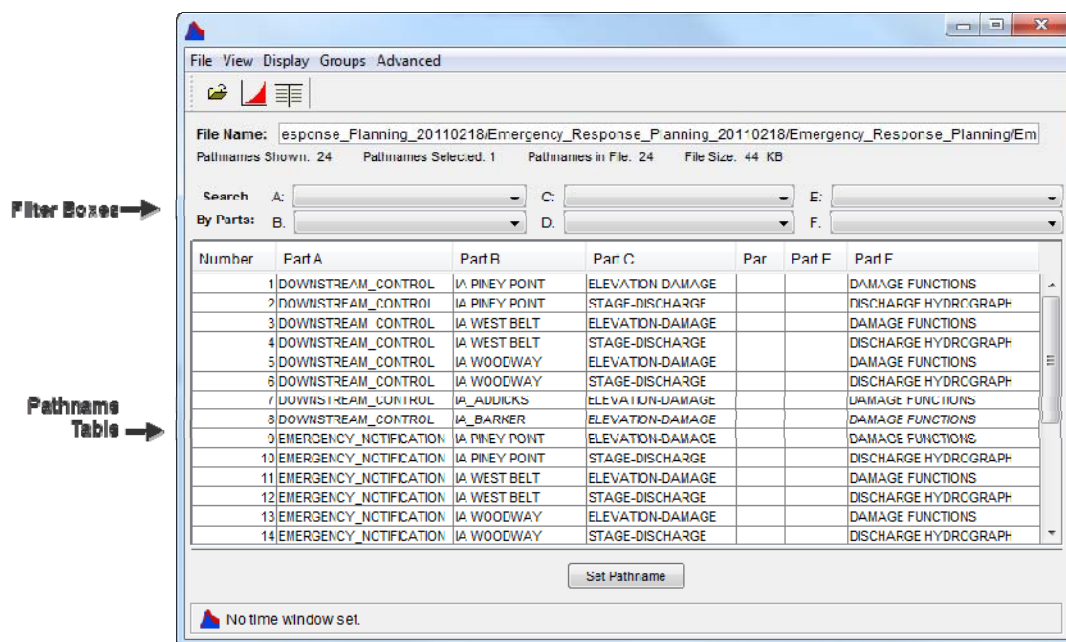 File View Display Groups Advanced
File Name: esponse_Planning_20110218/Emergency_Response_Planning_20110218/Emergency_Response_Planning/Em
Pathnames Shown: 24 Pathnames Selected: 1 Pathnames in File: 24 File Size: 44 KB
Filter Boxes
Search A: C: E:
By Parts: B. D. F.
Number Part A Part B Part C Par Part E Part F
1 DOWNSTREAM_CONTROL IA PINEY POINT ELEVATION-DAMAGE DAMAGE FUNCTIONS
2 DOWNSTREAM_CONTROL IA PINEY POINT STAGE-DISCHARGE DISCHARGE HYDROGRAPH
3 DOWNSTREAM_CONTROL IA WEST BELT ELEVATION-DAMAGE DAMAGE FUNCTIONS
4 DOWNSTREAM_CONTROL IA WEST BELT STAGE-DISCHARGE DISCHARGE HYDROGRAPH
5 DOWNSTREAM_CONTROL IA WOODWAY ELEVATION-DAMAGE DAMAGE FUNCTIONS
6 DOWNSTREAM_CONTROL IA WOODWAY STAGE-DISCHARGE DISCHARGE HYDROGRAPH
7 DOWNSTREAM_CONTROL IA_ADDICKS ELEVATION-DAMAGE DAMAGE FUNCTIONS
8 DOWNSTREAM_CONTROL IA_BARKER ELEVATION-DAMAGE DAMAGE FUNCTIONS
9 EMERGENCY_NOTIFICATION IA PINEY POINT ELEVATION-DAMAGE DAMAGE FUNCTIONS
10 EMERGENCY_NOTIFICATION IA PINEY POINT STAGE-DISCHARGE DISCHARGE HYDROGRAPH
11 EMERGENCY_NOTIFICATION IA WEST BELT ELEVATION-DAMAGE DAMAGE FUNCTIONS
12 EMERGENCY_NOTIFICATION IA WEST BELT STAGE-DISCHARGE DISCHARGE HYDROGRAPH
13 EMERGENCY_NOTIFICATION IA WOODWAY ELEVATION-DAMAGE DAMAGE FUNCTIONS
14 EMERGENCY_NOTIFICATION IA WOODWAY STAGE-DISCHARGE DISCHARGE HYDROGRAPH
Pathname
Table
Set Pathname
No time window set.